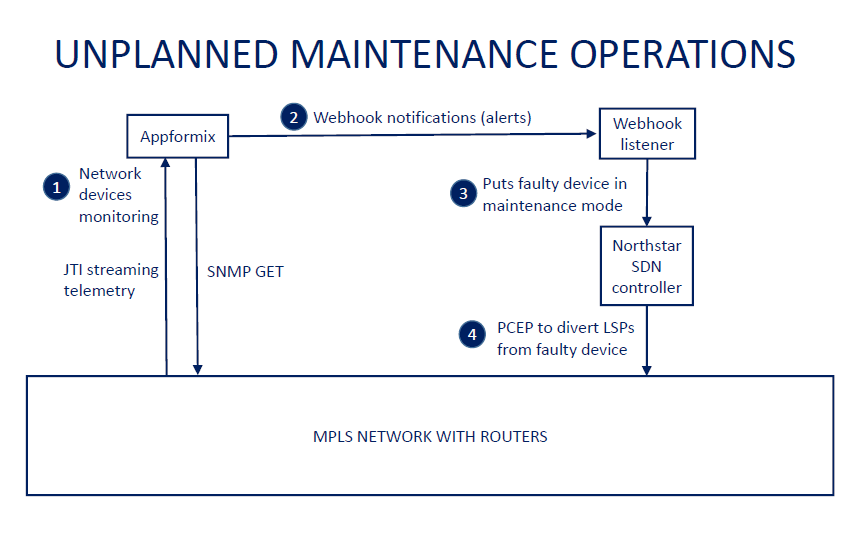 UNPLANNED MAINTENANCE OPERATIONS
2 Webhook notifications (alerts)
Appformix
Webhook
listener
1 Network
devices
monitoring
3 Puts faulty device in
maintenance mode
JTI streaming
telemetry
SNMP GET
Northstar
SDN
controller
4 PCEP to divert LSPs
from faulty device
MPLS NETWORK WITH ROUTERS